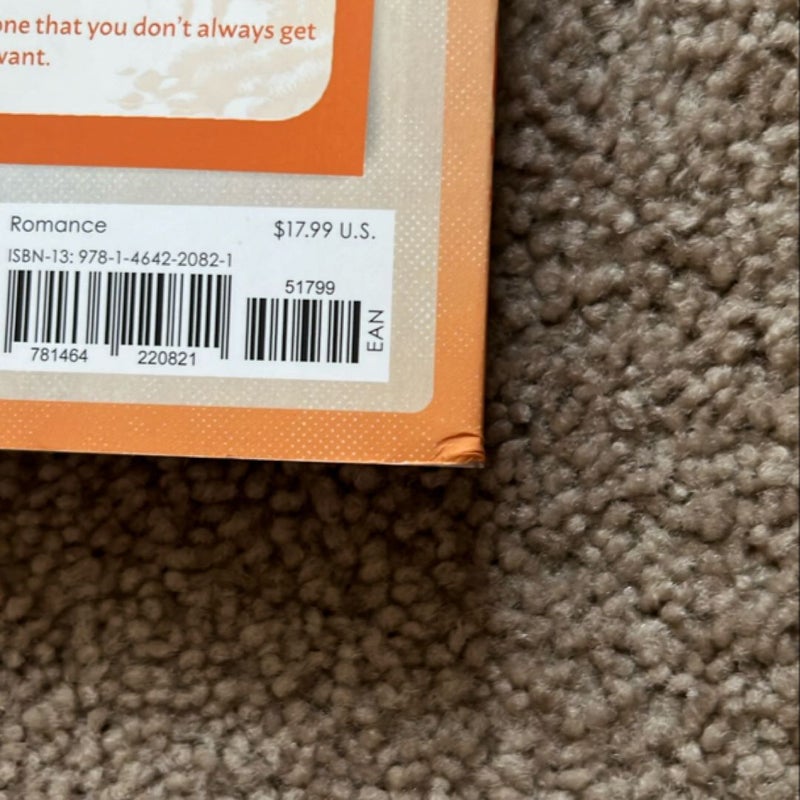 one that you don't always get
want.
Romance
$17.99 U.S.
ISBN-13: 978-1-4642-2082-1
51799
EAN
781464 220821